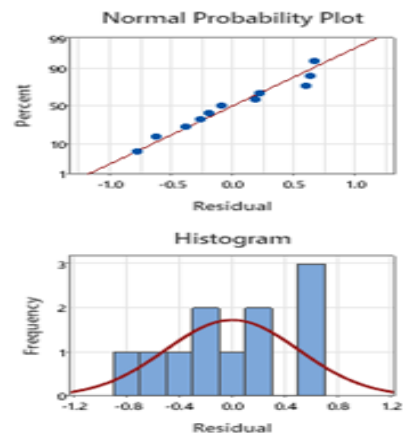 Normal Probability Plot
99
90
50
10
1
Percent
-1.0 -0.5 0.0 0.5 1.0
Residual
Histogram
3
2
1
0
Frequency
-1.2 -0.8 -0.4 0.0 0.4 0.8 1.2
Residual